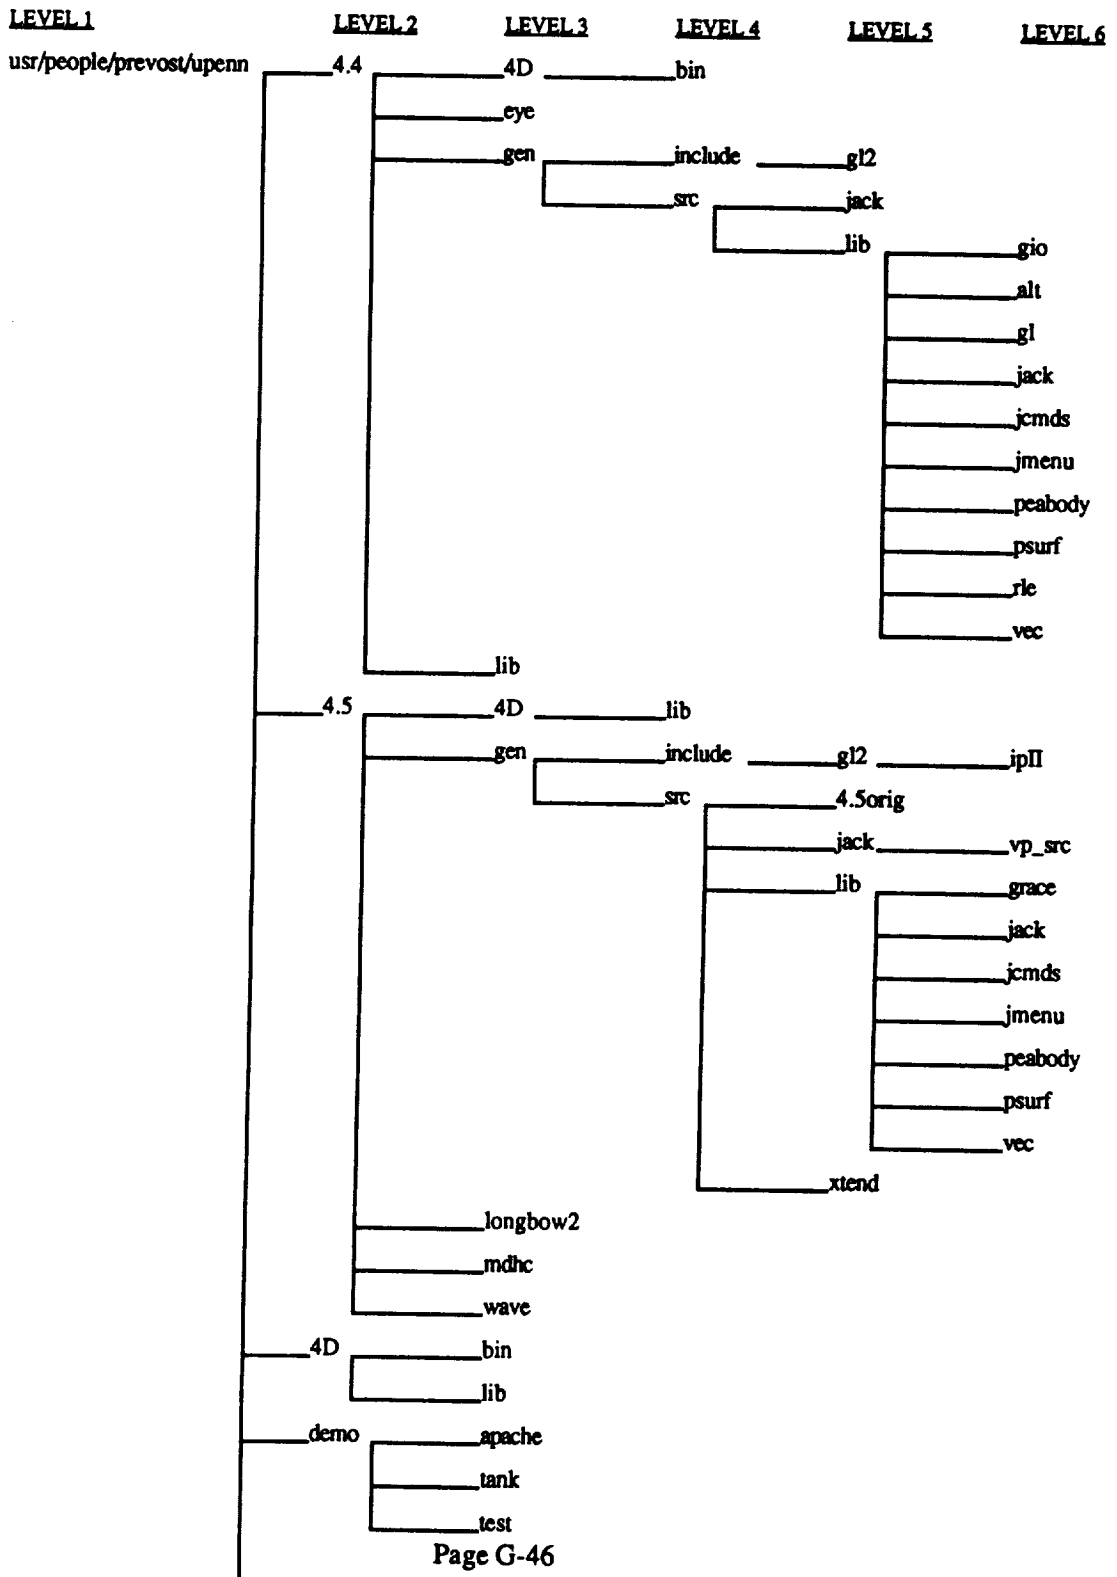 LEVEL 1 LEVEL 2 LEVEL 3 LEVEL 4 LEVEL 5 LEVEL 6
usr/people/prevost/upenn 4.4 4D bin
eye
gen include gl2
src jack
lib gio
alt
gl
jack
jcmds
jmenu
peabody
psurf
rle
vec
lib
4.5 4D lib
gen include gl2 ipII
src 4.5orig
jack vp_src
lib grace
jack
jcmds
jmenu
peabody
psurf
vec
xtend
longbow2
mdhc
wave
4D bin
lib
demo apache
tank
test
Page G-46